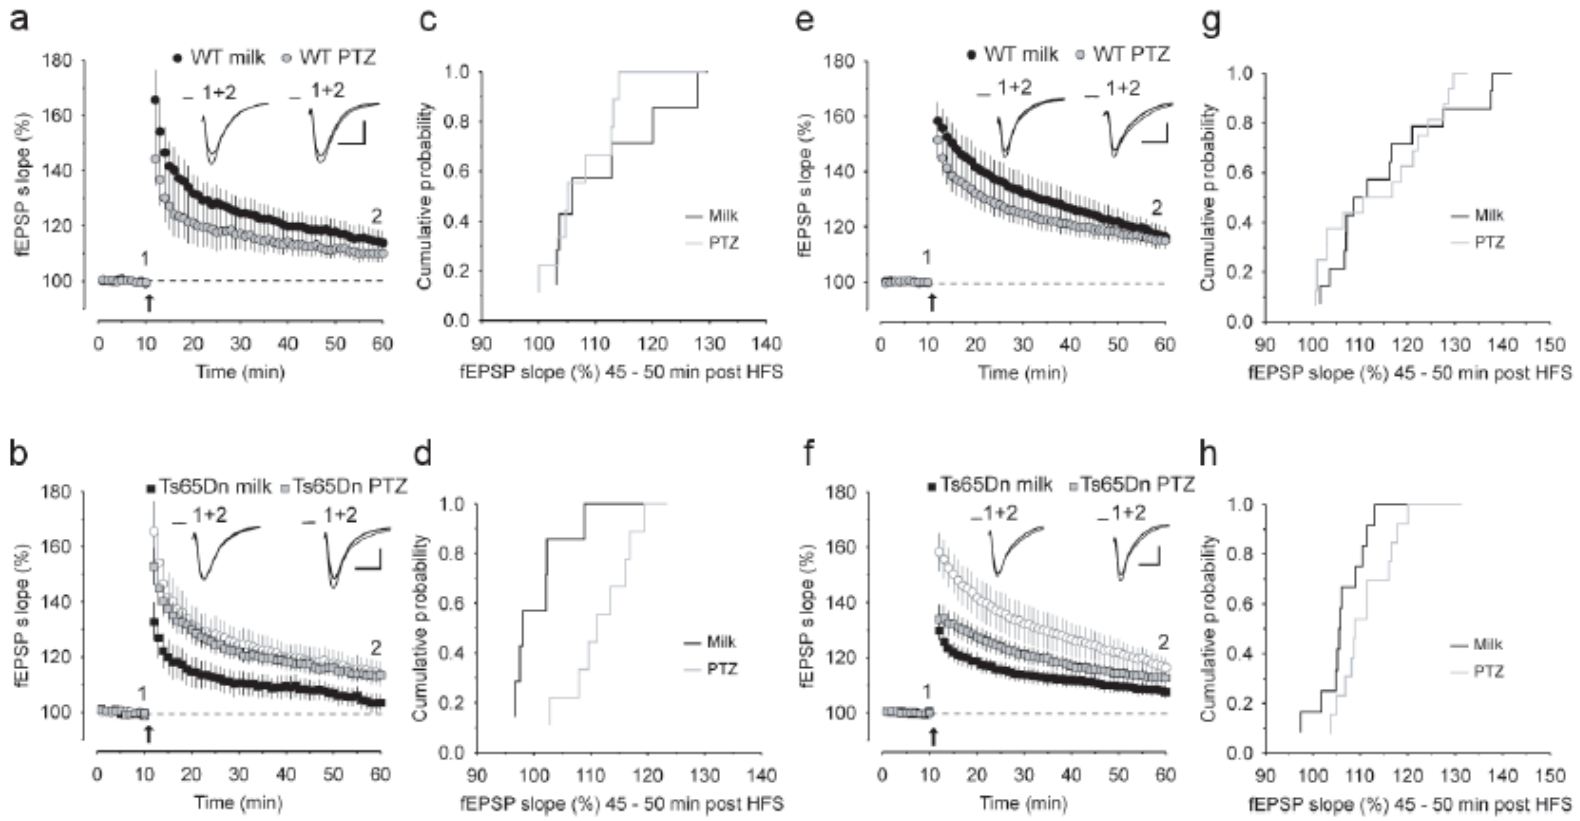 a
WT milk WT PTZ
1+2 1+2
fEPSP slope (%)
180
160
140
120
100
1
2
0 10 20 30 40 50 60
Time (min)
c
Cumulative probability
1.0
0.8
0.6
0.4
0.2
0.0
Milk
PTZ
90 100 110 120 130 140
fEPSP slope (%) 45 - 50 min post HFS
e
WT milk WT PTZ
1+2 1+2
fEPSP slope (%)
180
160
140
120
100
1
2
0 10 20 30 40 50 60
Time (min)
g
Cumulative probability
1.0
0.8
0.6
0.4
0.2
0.0
Milk
PTZ
90 100 110 120 130 140 150
fEPSP slope (%) 45 - 50 min post HFS
b
Ts65Dn milk Ts65Dn PTZ
1+2 1+2
fEPSP slope (%)
180
160
140
120
100
1
2
0 10 20 30 40 50 60
Time (min)
d
Cumulative probability
1.0
0.8
0.6
0.4
0.2
0.0
Milk
PTZ
90 100 110 120 130 140
fEPSP slope (%) 45 - 50 min post HFS
f
Ts65Dn milk Ts65Dn PTZ
1+2 1+2
fEPSP slope (%)
180
160
140
120
100
1
2
0 10 20 30 40 50 60
Time (min)
h
Cumulative probability
1.0
0.8
0.6
0.4
0.2
0.0
Milk
PTZ
90 100 110 120 130 140 150
fEPSP slope (%) 45 - 50 min post HFS